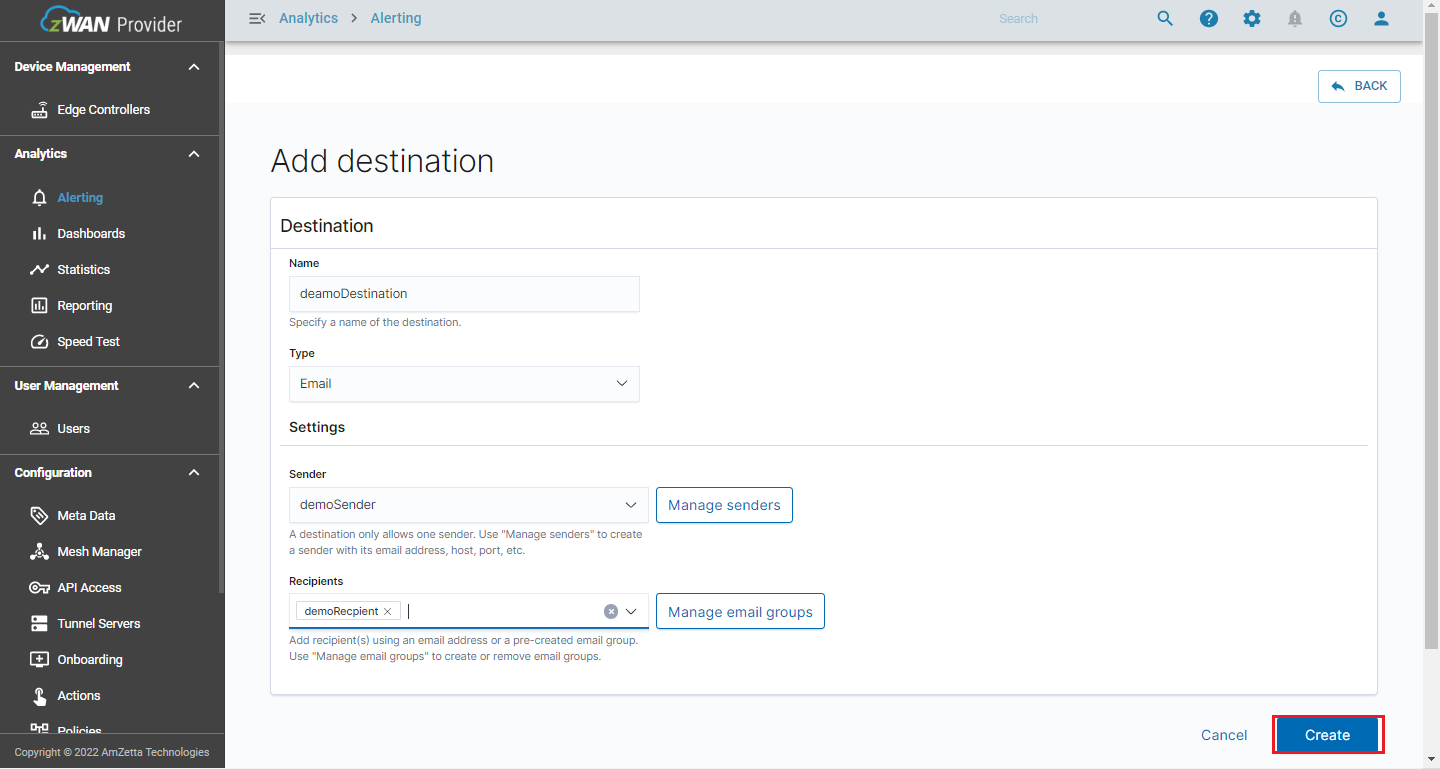 zWAN Provider
Analytics > Alerting
Search
Device Management
Edge Controllers
Analytics
Alerting
Dashboards
Statistics
Reporting
Speed Test
User Management
Users
Configuration
Meta Data
Mesh Manager
API Access
Tunnel Servers
Onboarding
Actions
Policies
Copyright © 2022 AmZetta Technologies
BACK
Add destination
Destination
Name
deamoDestination
Specify a name of the destination.
Type
Email
Settings
Sender
demoSender
Manage senders
A destination only allows one sender. Use "Manage senders" to create
a sender with its email address, host, port, etc.
Recipients
demoRecpient
Manage email groups
Add recipient(s) using an email address or a pre-created email group.
Use "Manage email groups" to create or remove email groups.
Cancel
Create